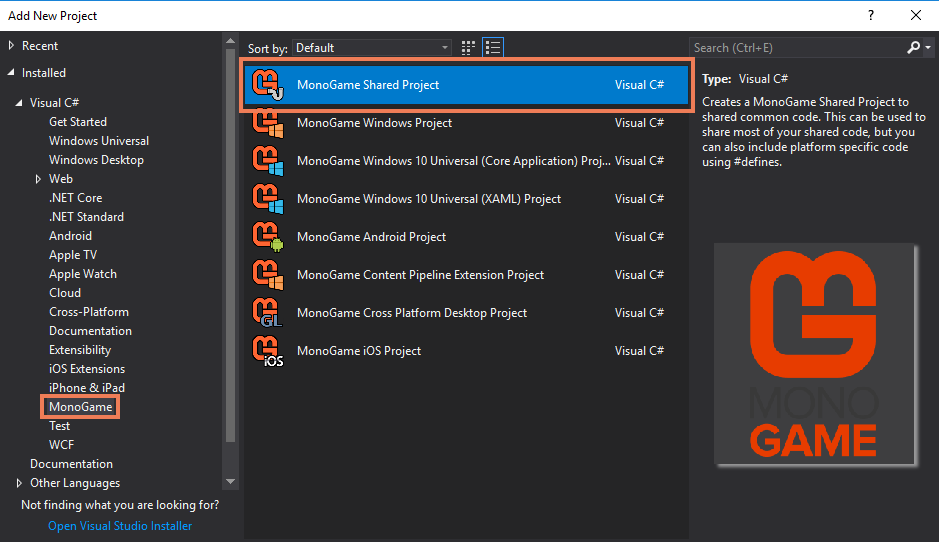 Add New Project
?
Recent
Installed
Visual C#
Get Started
Windows Universal
Windows Desktop
Web
.NET Core
.NET Standard
Android
Apple TV
Apple Watch
Cloud
Cross-Platform
Documentation
Extensibility
iOS Extensions
iPhone & iPad
MonoGame
Test
WCF
Documentation
Other Languages
Not finding what you are looking for?
Open Visual Studio Installer
Sort by: Default
MonoGame Shared Project Visual C#
MonoGame Windows Project Visual C#
MonoGame Windows 10 Universal (Core Application) Proj... Visual C#
MonoGame Windows 10 Universal (XAML) Project Visual C#
MonoGame Android Project Visual C#
MonoGame Content Pipeline Extension Project Visual C#
GL MonoGame Cross Platform Desktop Project Visual C#
iOS MonoGame iOS Project Visual C#
Search (Ctrl+E)
Type: Visual C#
Creates a MonoGame Shared Project to
shared common code. This can be used to
share most of your shared code, but you
can also include platform specific code
using #defines.
MONO
GAME